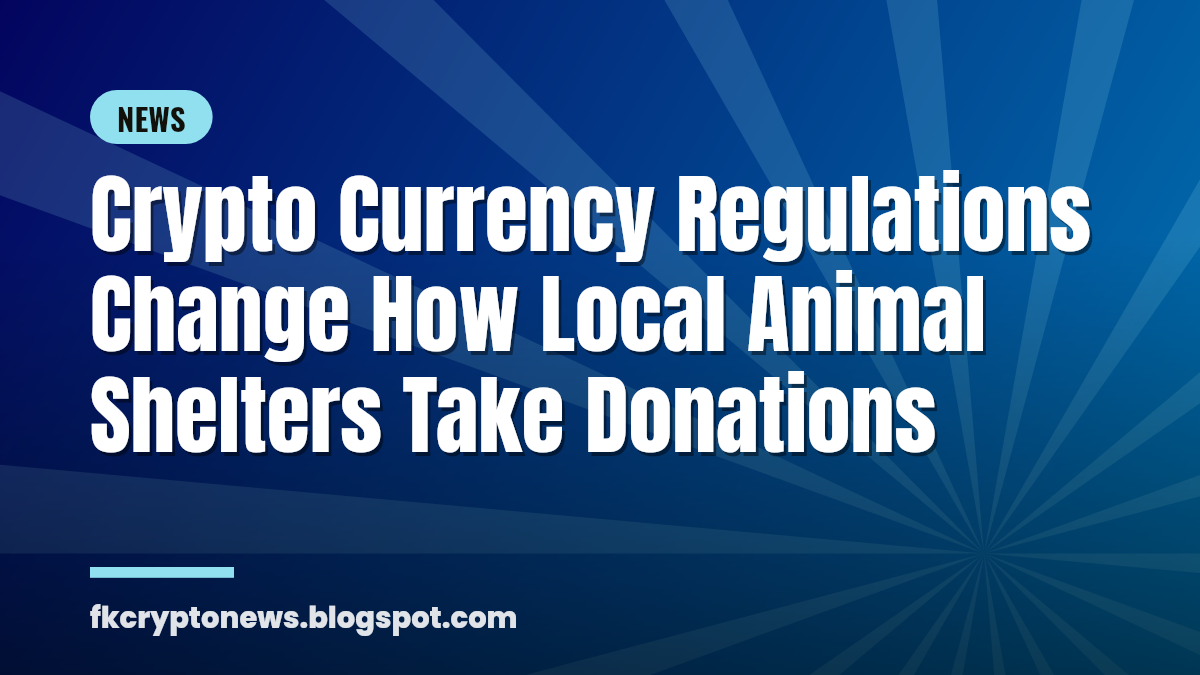 NEWS
Crypto Currency Regulations
Change How Local Animal
Shelters Take Donations
fkcryptonews.blogspot.com